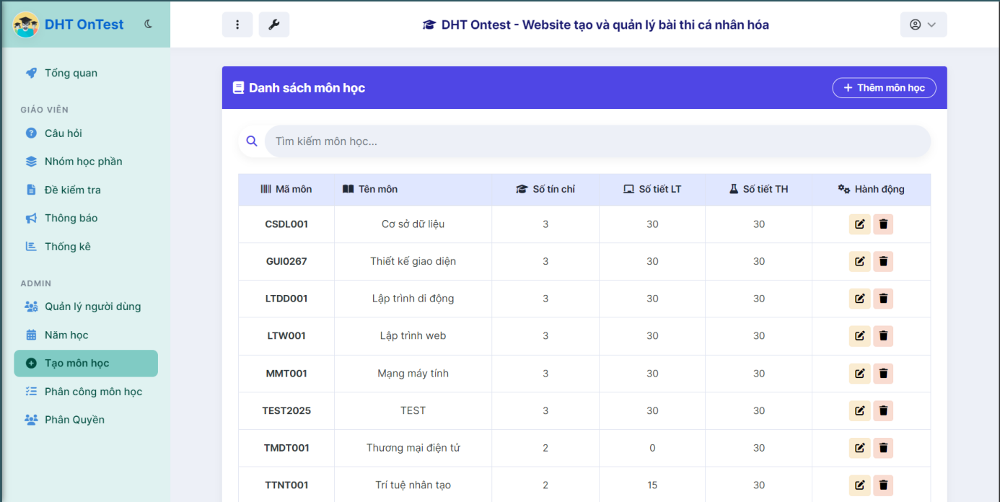 DHT OnTest
DHT Ontest - Website tạo và quản lý bài thi cá nhân hóa
Tổng quan
GIÁO VIÊN
Câu hỏi
Nhóm học phần
Đề kiểm tra
Thông báo
Thống kê
ADMIN
Quản lý người dùng
Năm học
Tạo môn học
Phân công môn học
Phân Quyền
Danh sách môn học
+ Thêm môn học
Tìm kiếm môn học...
Mã môn Tên môn Số tín chỉ Số tiết LT Số tiết TH Hành động
CSDL001 Cơ sở dữ liệu 3 30 30
GUI0267 Thiết kế giao diện 3 30 30
LTDD001 Lập trình di động 3 30 30
LTW001 Lập trình web 3 30 30
MMT001 Mạng máy tính 3 30 30
TEST2025 TEST 3 30 30
TMDT001 Thương mại điện tử 2 0 30
TTNT001 Trí tuệ nhân tạo 2 15 30